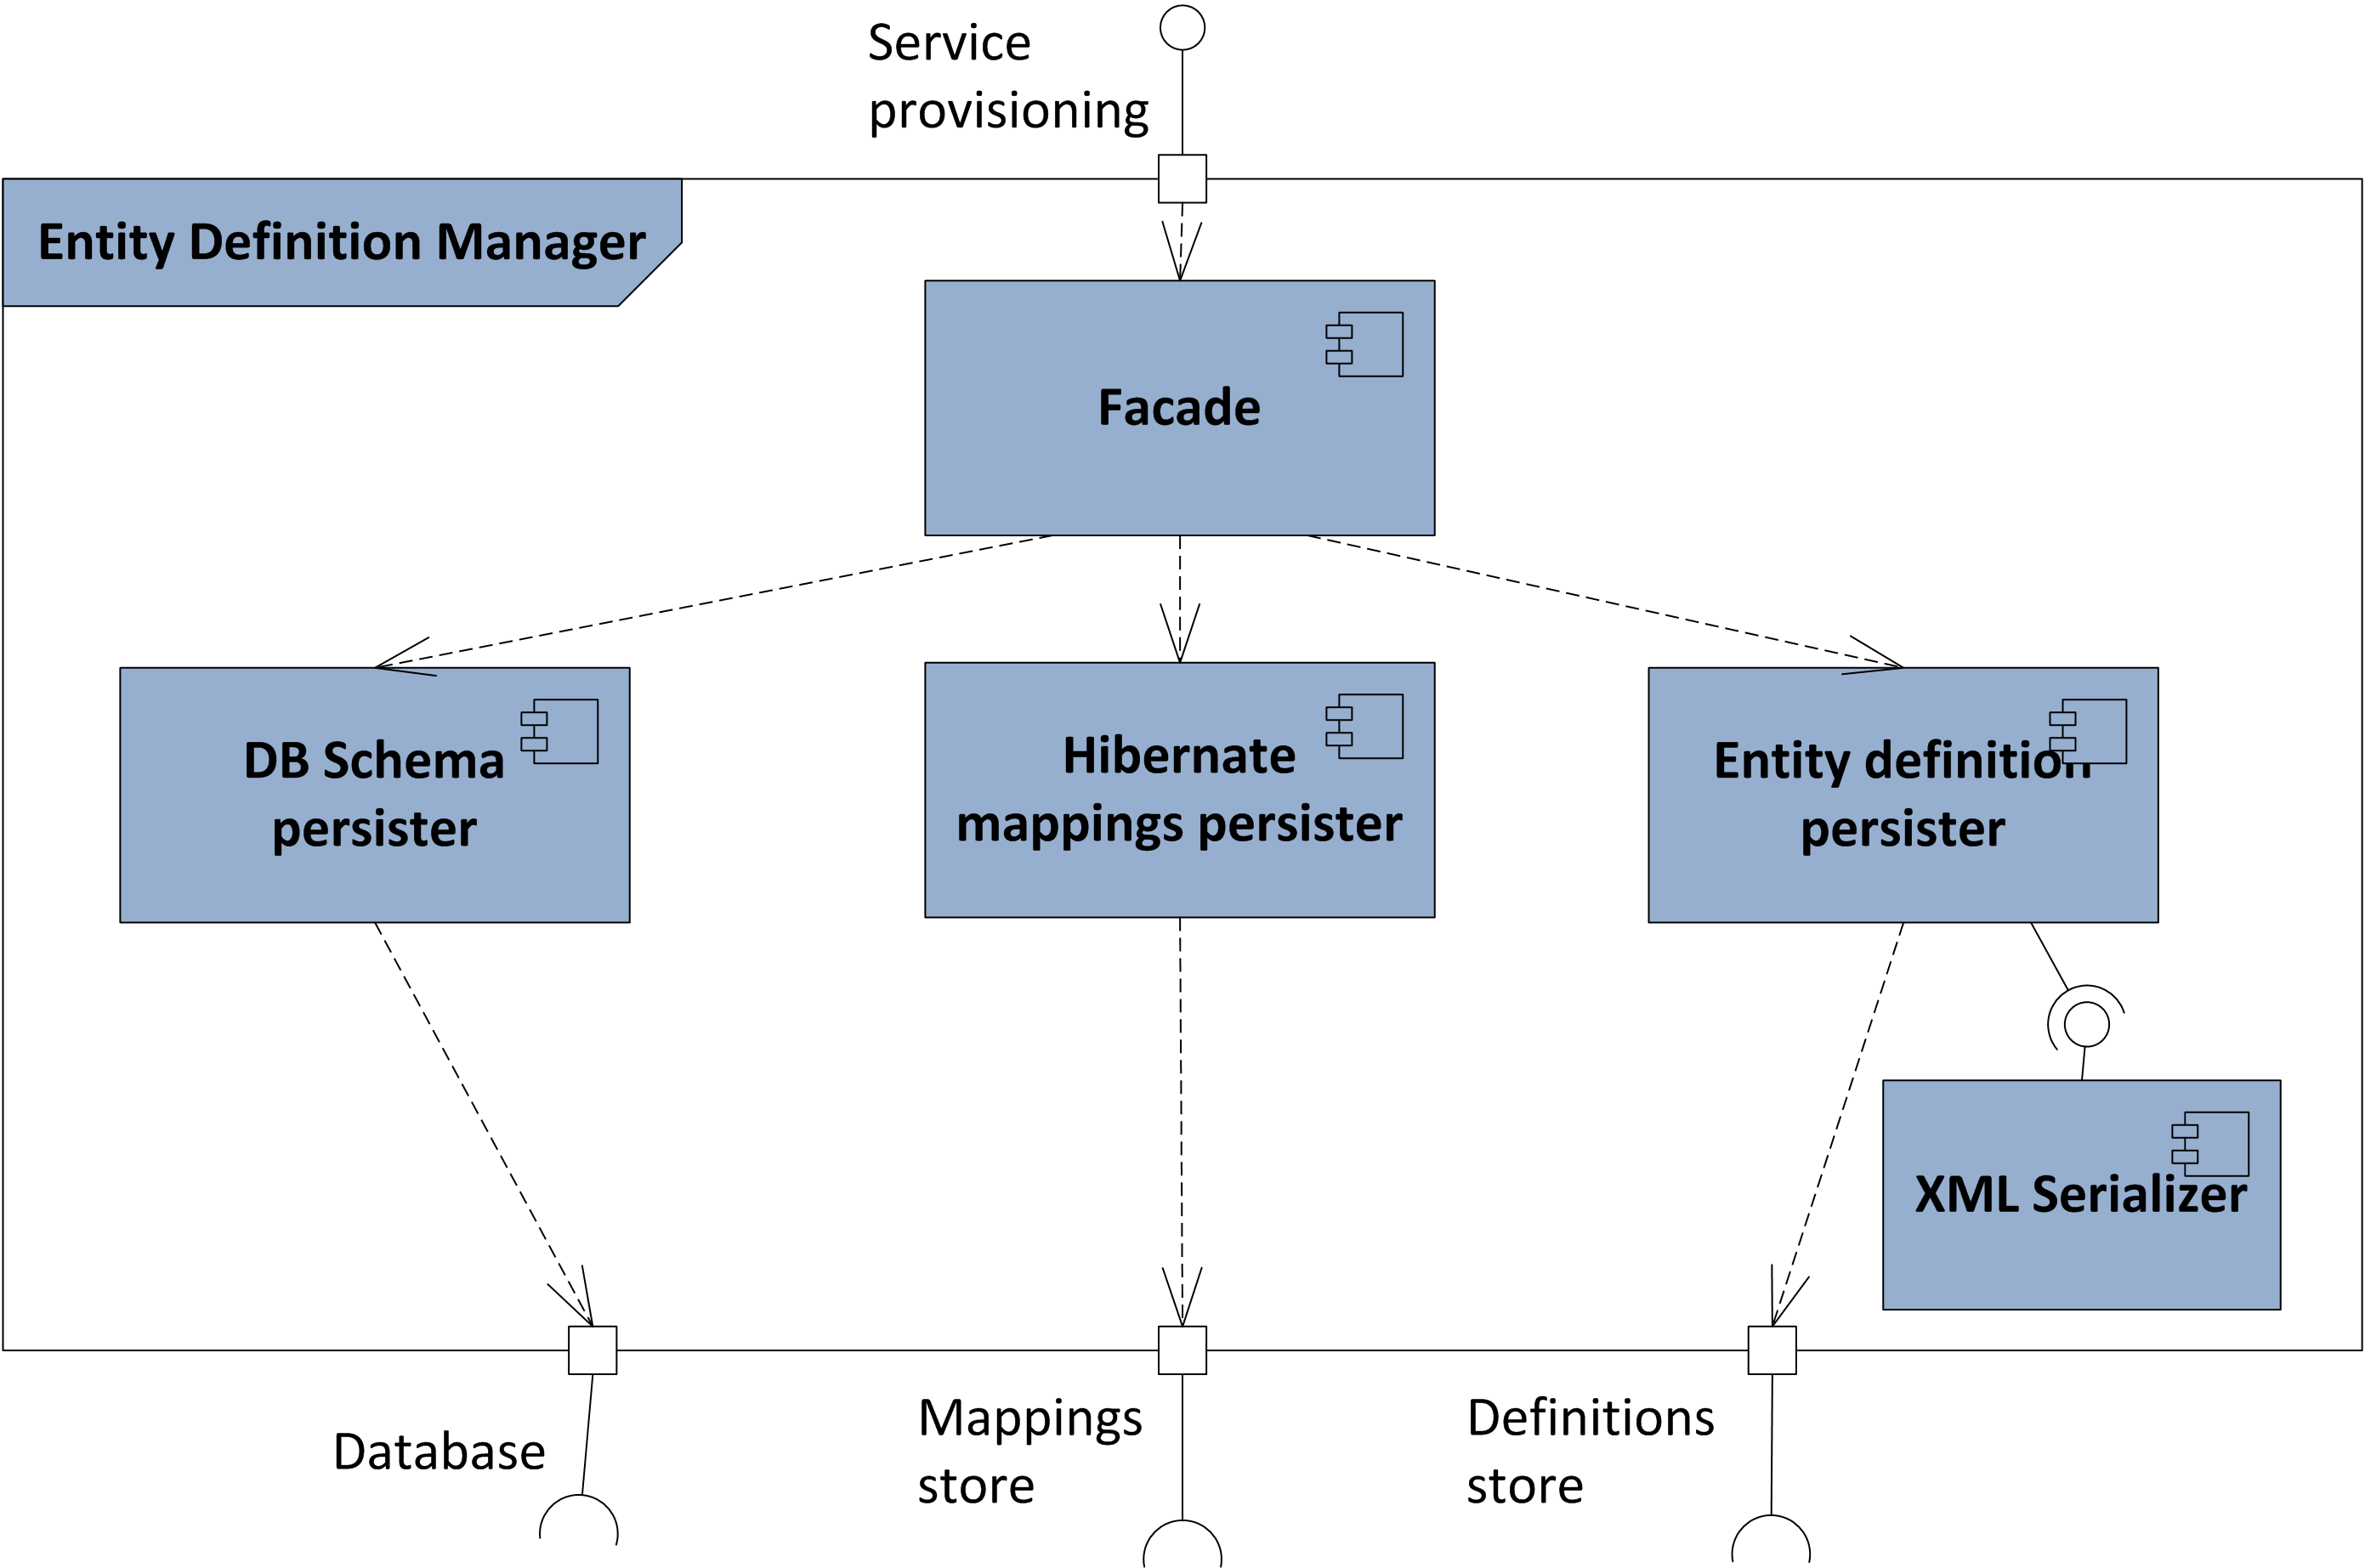 Service
provisioning
Entity Definition Manager
Facade
DB Schema
persister
Hibernate
mappings persister
Entity definition
persister
XML Serializer
Database
Mappings
store
Definitions
store